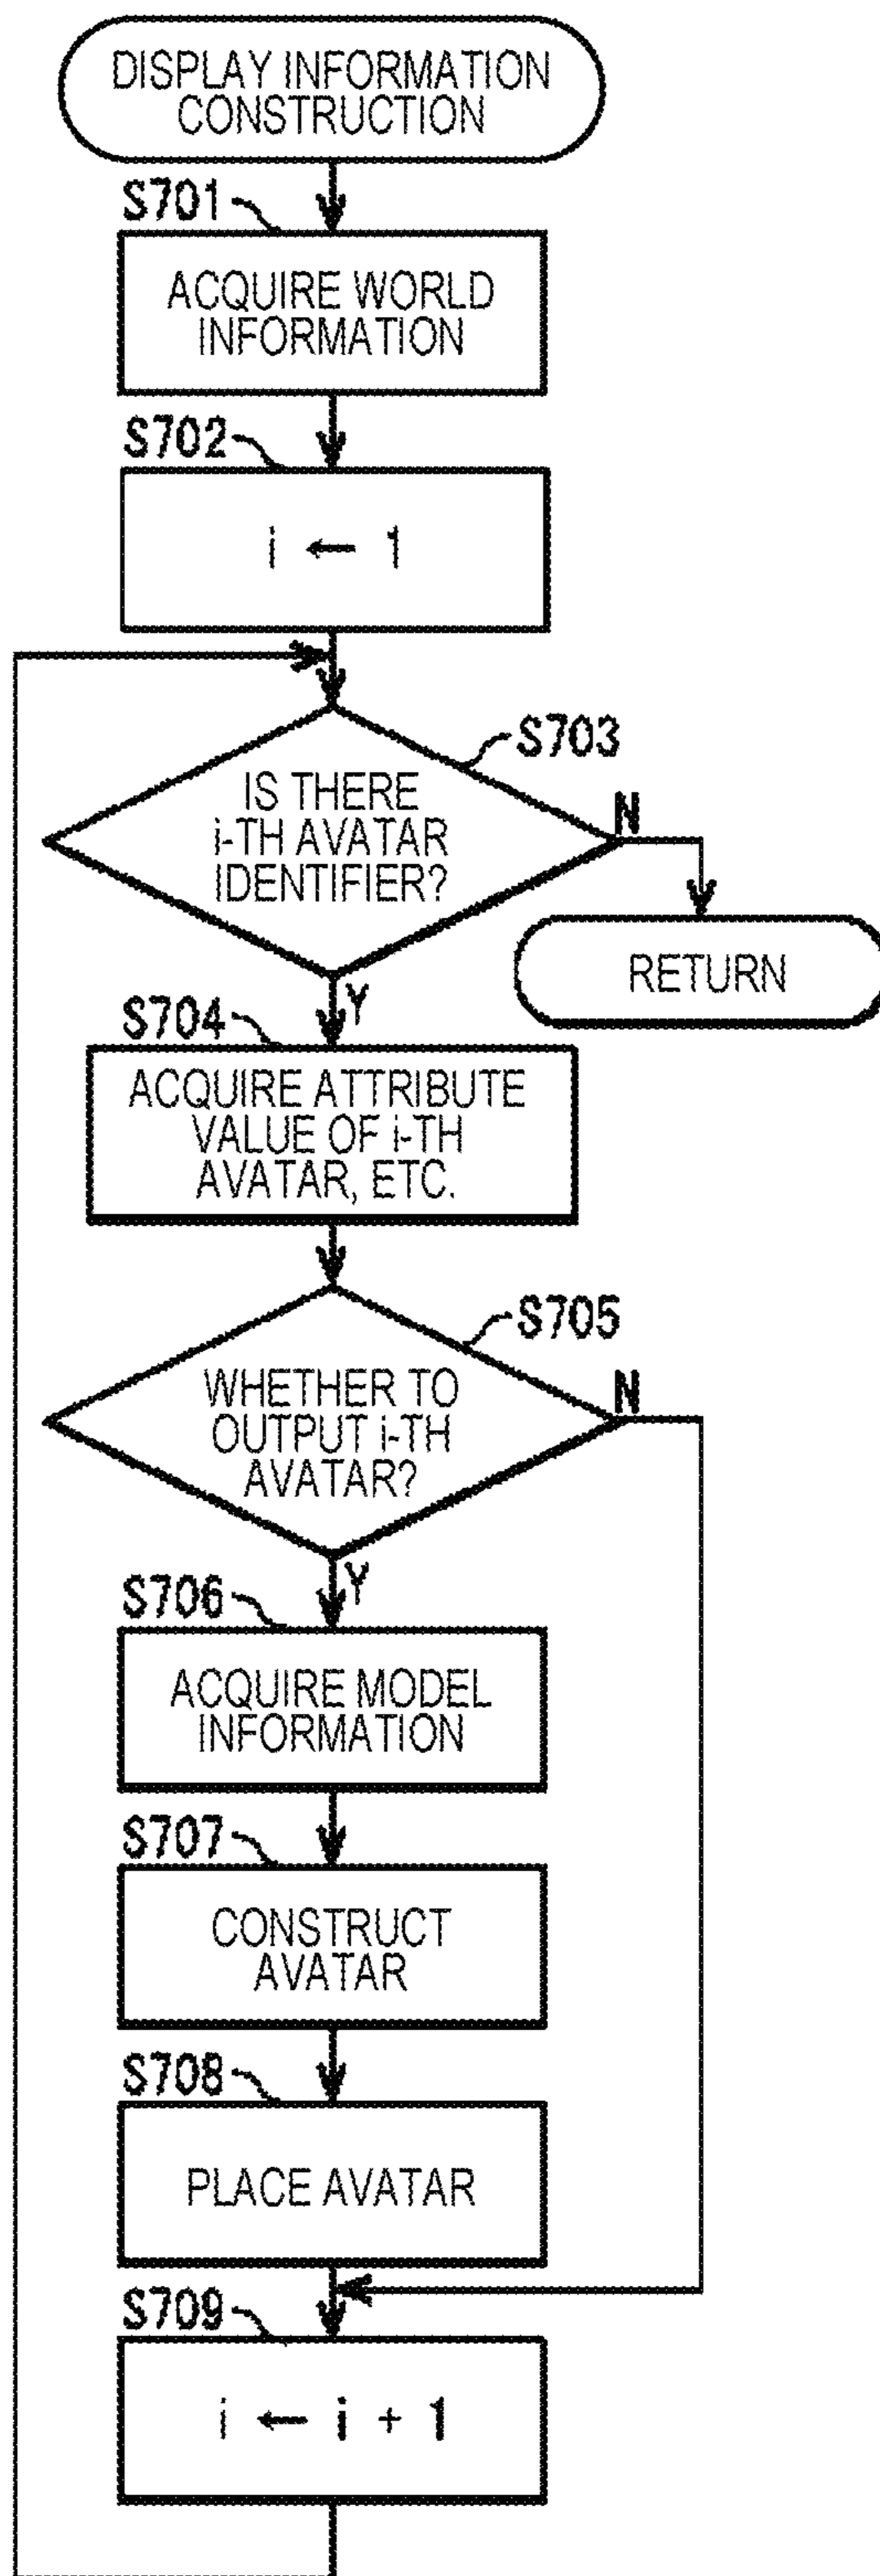 DISPLAY INFORMATION
CONSTRUCTION
S701
ACQUIRE WORLD
INFORMATION
S702
i ← 1
S703
IS THERE
i-TH AVATAR
IDENTIFIER?
N
RETURN
Y
S704
ACQUIRE ATTRIBUTE
VALUE OF i-TH
AVATAR, ETC.
S705
WHETHER TO
OUTPUT i-TH
AVATAR?
N
Y
S706
ACQUIRE MODEL
INFORMATION
S707
CONSTRUCT
AVATAR
S708
PLACE AVATAR
S709
i ← i + 1